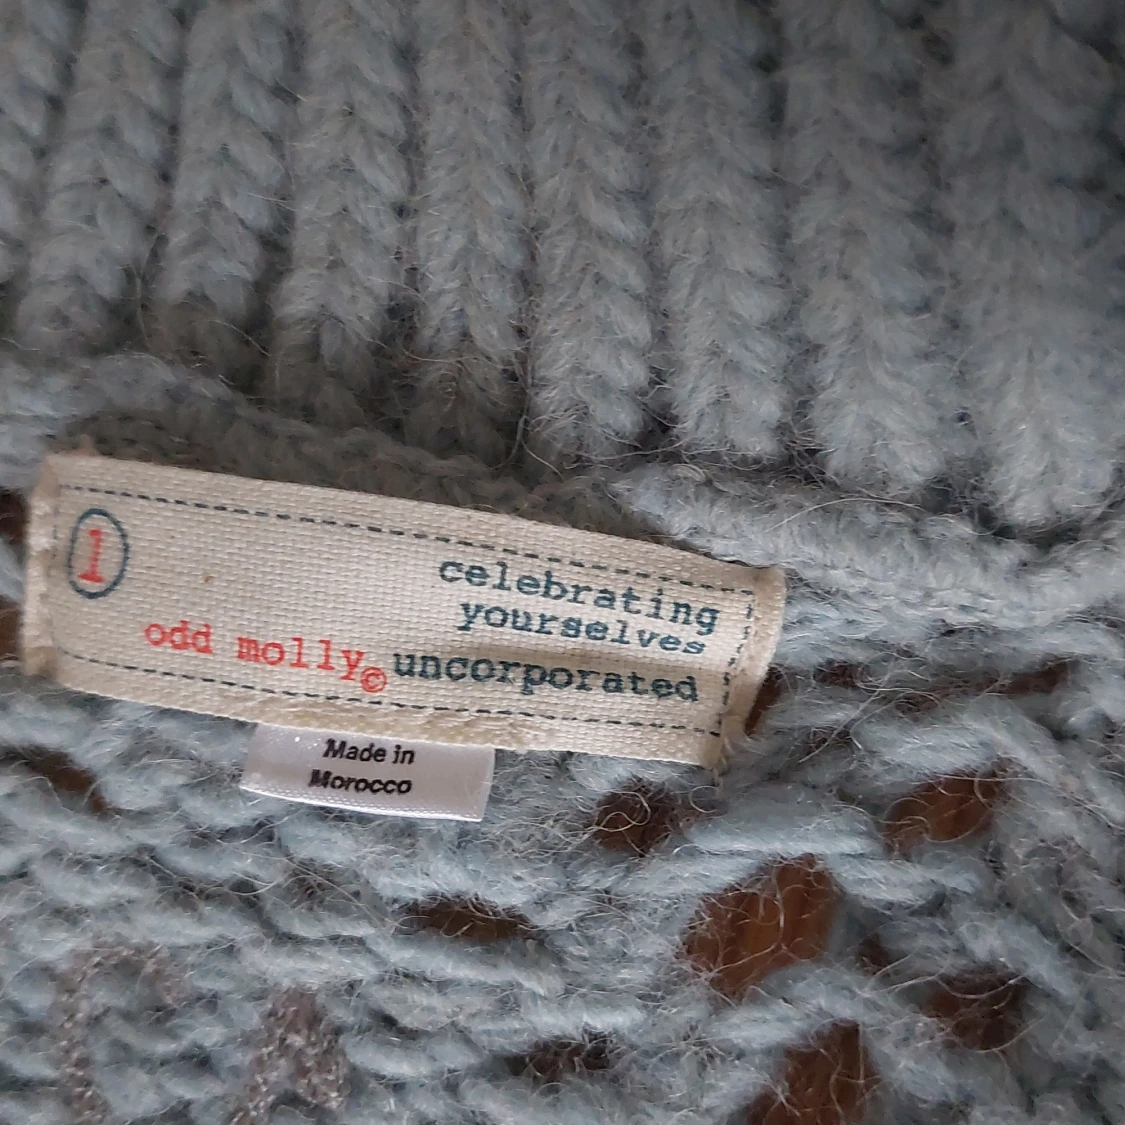 1
celebrating
yourselves
odd molly© uncorporated
Made in
Morocco